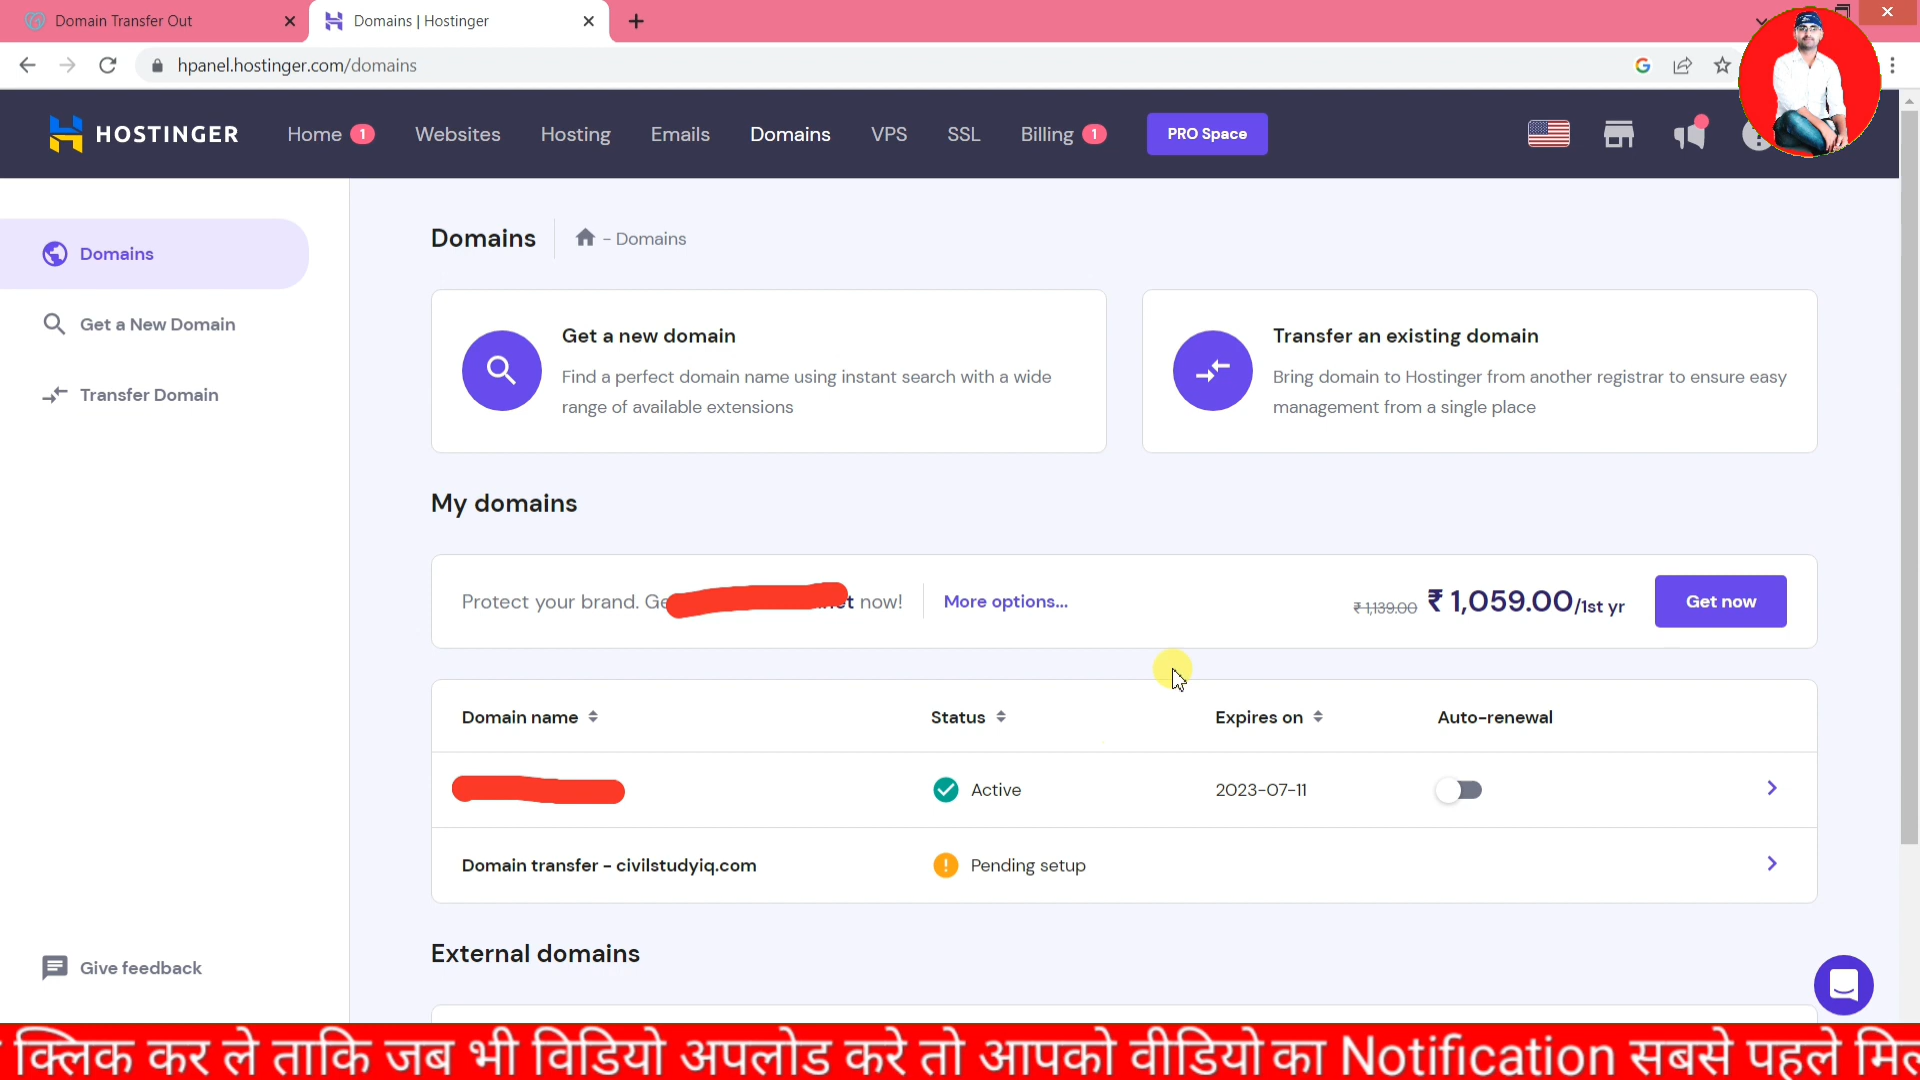 Domain Transfer Out
Domains | Hostinger
hpanel.hostinger.com/domains
HOSTINGER
Home 1
Websites
Hosting
Emails
Domains
VPS
SSL
Billing 1
PRO Space
Domains
Get a New Domain
Transfer Domain
Give feedback
Domains
- Domains
Get a new domain
Find a perfect domain name using instant search with a wide
range of available extensions
Transfer an existing domain
Bring domain to Hostinger from another registrar to ensure easy
management from a single place
My domains
Protect your brand. Ge t now!
More options...
₹ 1,139.00 ₹ 1,059.00/1st yr
Get now
Domain name Status Expires on Auto-renewal
Active 2023-07-11
Domain transfer - civilstudyiq.com Pending setup
External domains
क्लिक कर ले ताकि जब भी विडियो अपलोड करे तो आपको वीडियो का Notification सबसे पहले